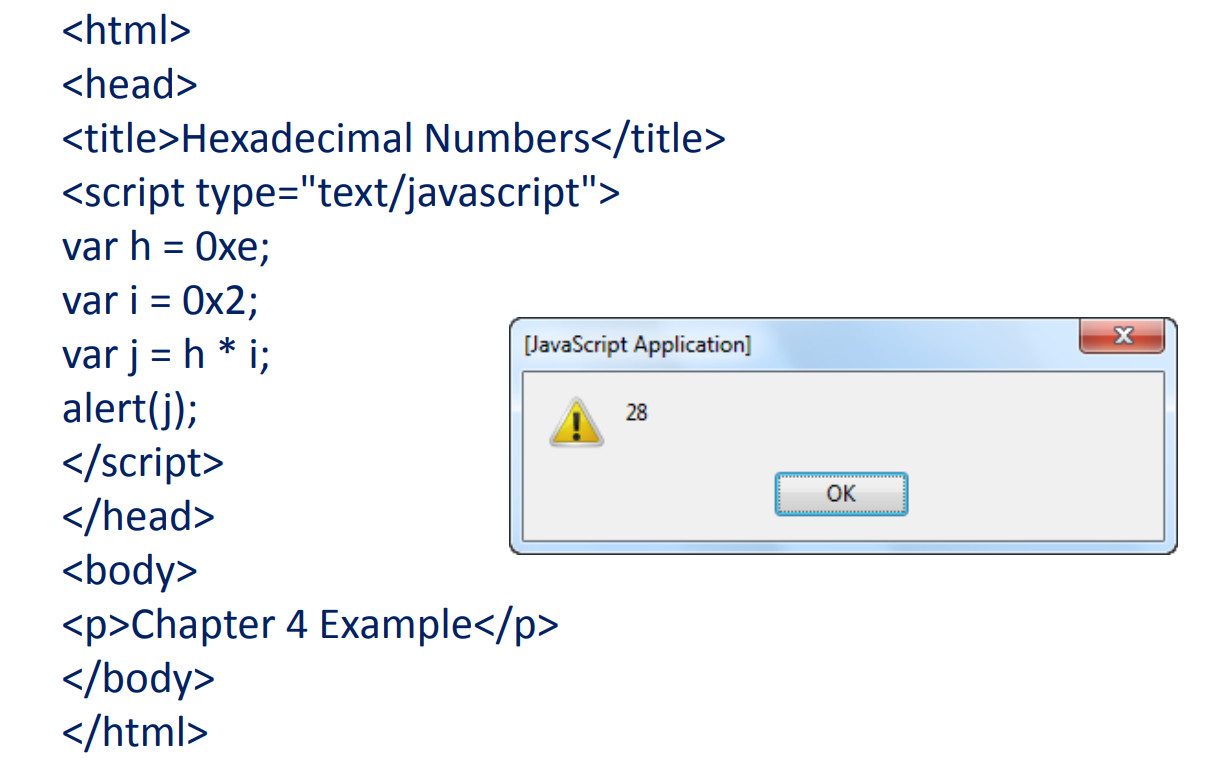 <html>
<head>
<title>Hexadecimal Numbers</title>
<script type="text/javascript">
var h = 0xe;
var i = 0x2;
var j = h * i;
alert(j);
</script>
</head>
<body>
<p>Chapter 4 Example</p>
</body>
</html>
[JavaScript Application]
28
OK